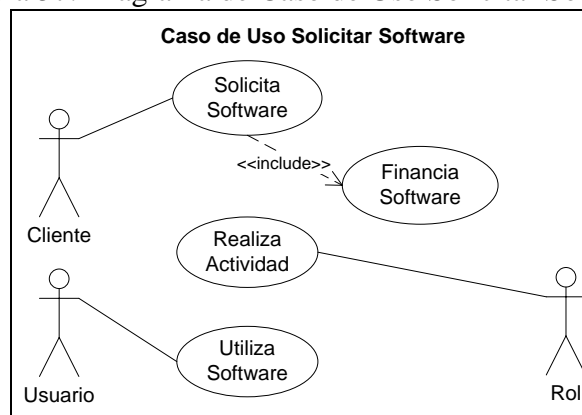 Caso de Uso Solicitar Software
Solicita
Software
<<include>>
Financia
Software
Cliente
Realiza
Actividad
Utiliza
Software
Usuario
Rol